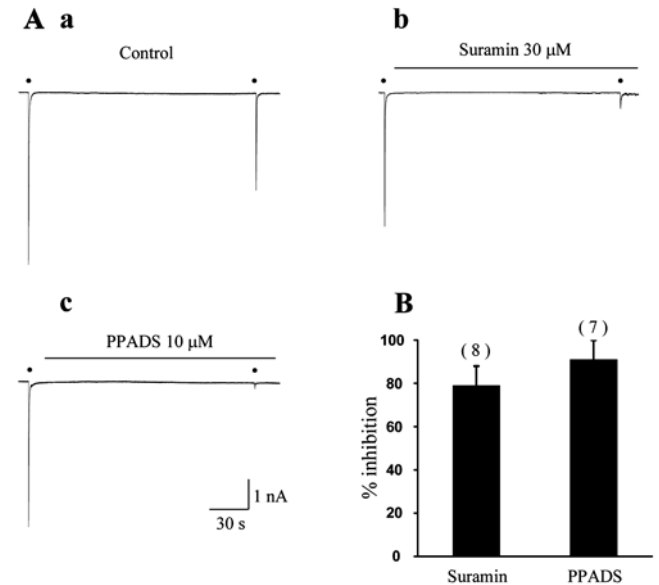 A a
Control
b
Suramin 30 μM
c
PPADS 10 μM
1 nA
30 s
B
( 8 )
( 7 )
100
80
60
40
20
0
% inhibition
Suramin
PPADS